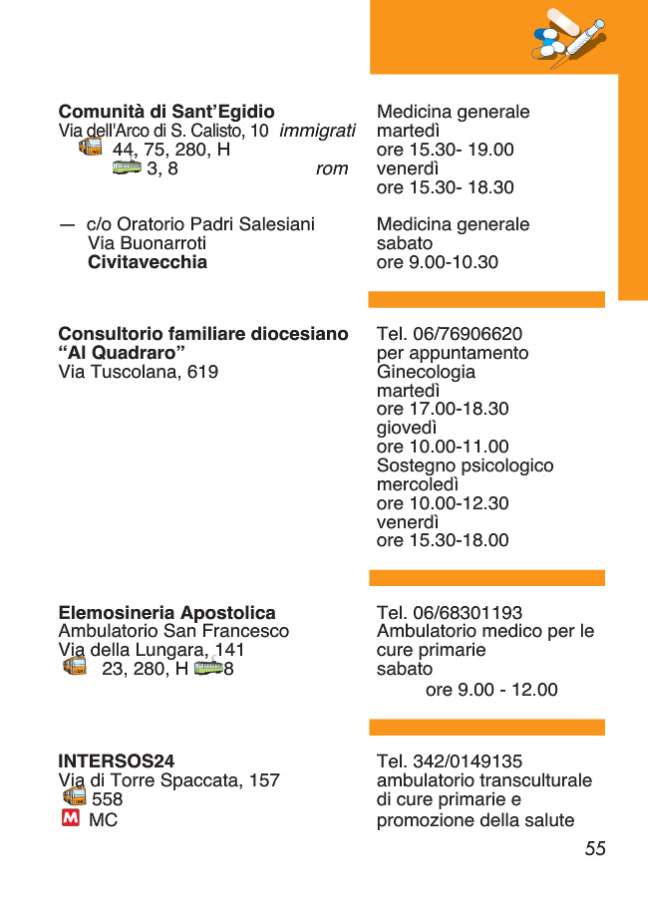 Comunità di Sant'Egidio
Via dell'Arco di S. Calisto, 10 immigrati
44, 75, 280, H
3, 8 rom
Medicina generale
martedì
ore 15.30- 19.00
venerdì
ore 15.30- 18.30
— c/o Oratorio Padri Salesiani
Via Buonarroti
Civitavecchia
Medicina generale
sabato
ore 9.00-10.30
Consultorio familiare diocesiano
“Al Quadraro”
Via Tuscolana, 619
Tel. 06/76906620
per appuntamento
Ginecologia
martedì
ore 17.00-18.30
giovedì
ore 10.00-11.00
Sostegno psicologico
mercoledì
ore 10.00-12.30
venerdì
ore 15.30-18.00
Elemosineria Apostolica
Ambulatorio San Francesco
Via della Lungara, 141
23, 280, H 8
Tel. 06/68301193
Ambulatorio medico per le
cure primarie
sabato
ore 9.00 - 12.00
INTERSOS24
Via di Torre Spaccata, 157
558
M MC
Tel. 342/0149135
ambulatorio transculturale
di cure primarie e
promozione della salute
55